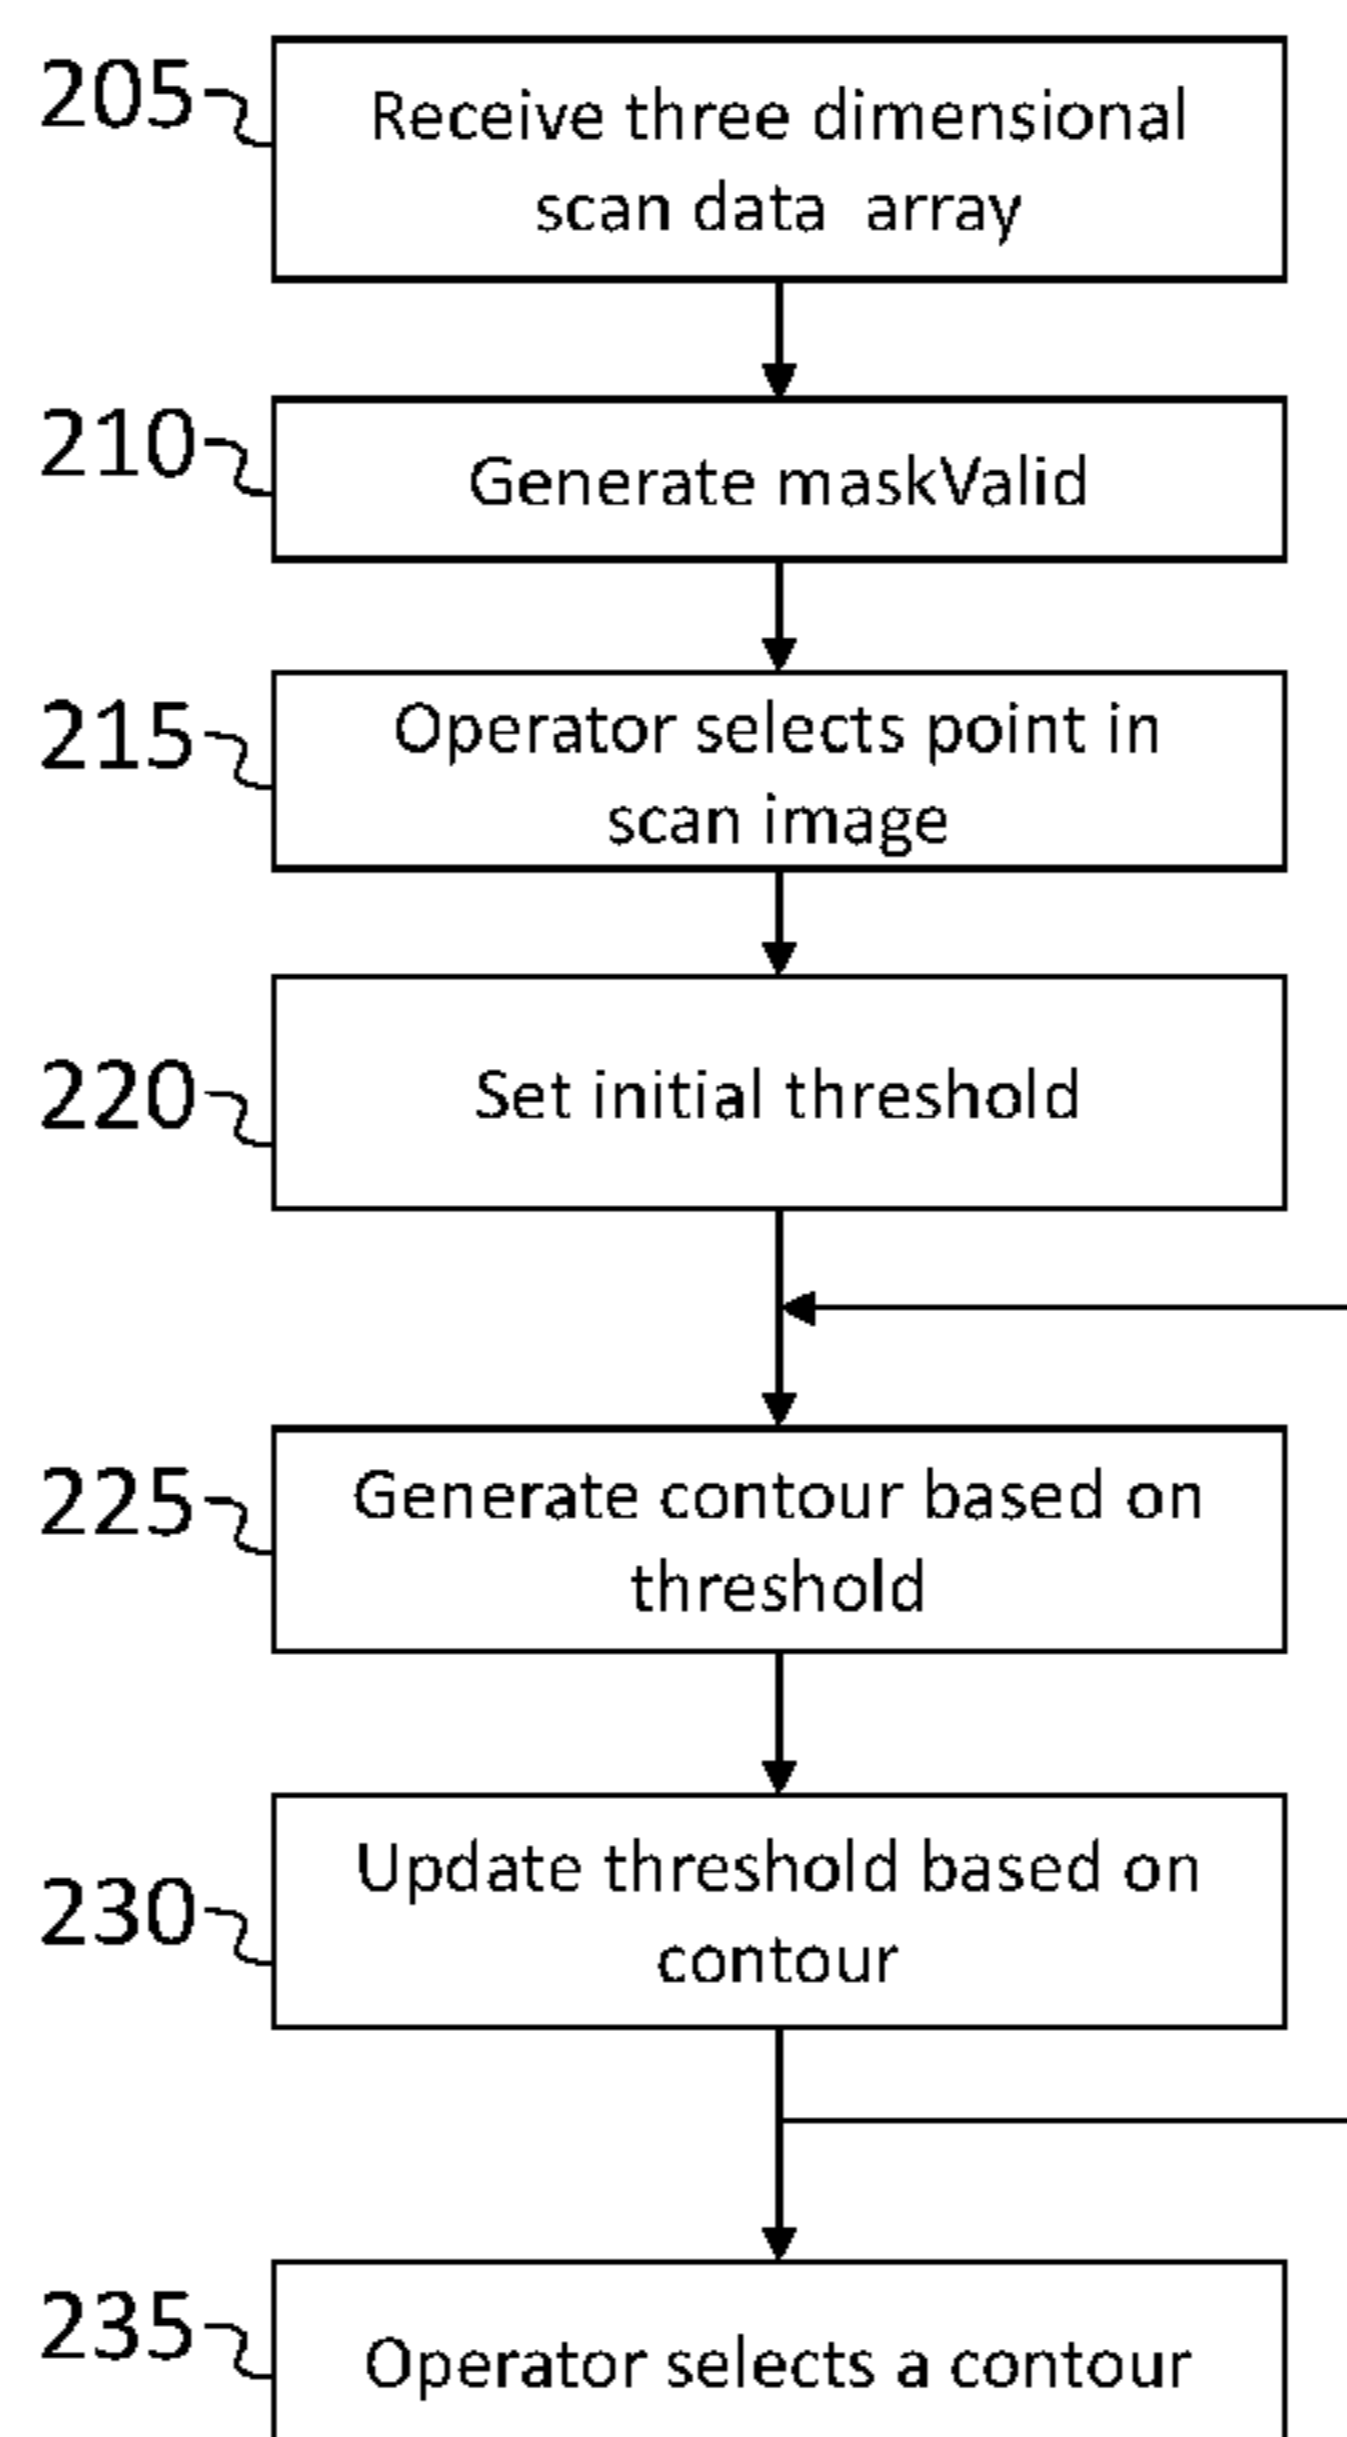 205
Receive three dimensional
scan data array
210
Generate maskValid
215
Operator selects point in
scan image
220
Set initial threshold
225
Generate contour based on
threshold
230
Update threshold based on
contour
235
Operator selects a contour